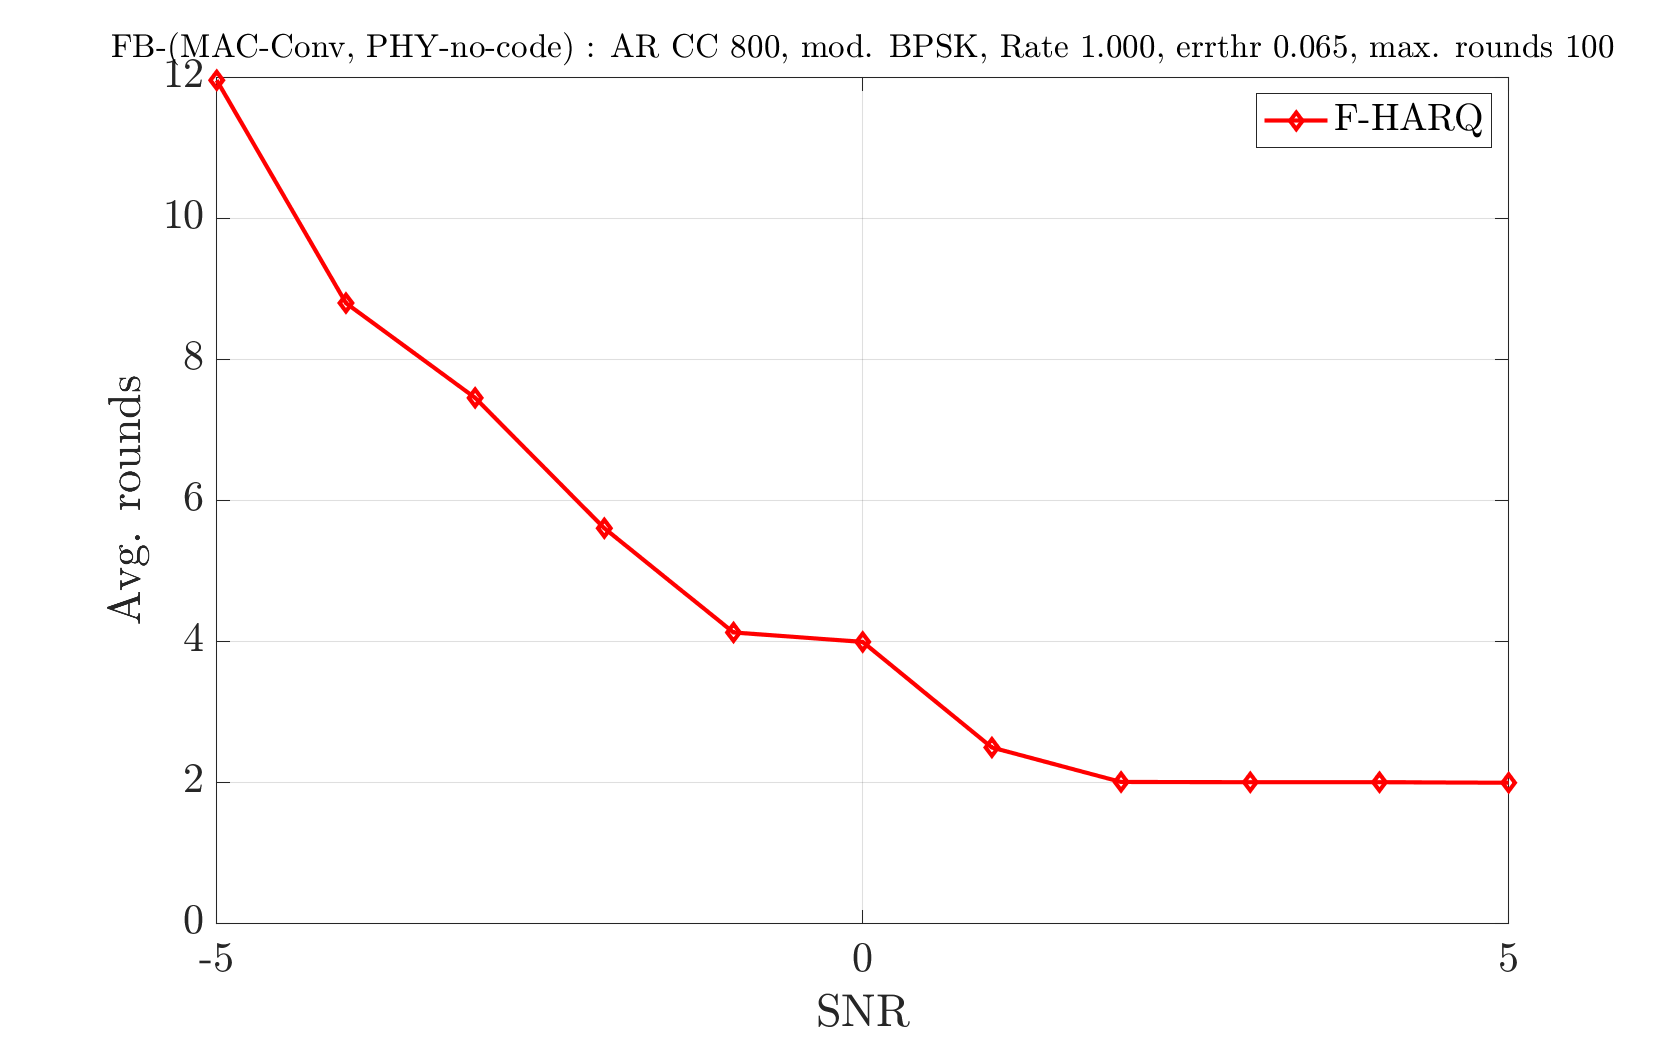 FB-(MAC-Conv, PHY-no-code) : AR CC 800, mod. BPSK, Rate 1.000, errthr 0.065, max. rounds 100
F-HARQ
12
10
8
6
4
2
0
Avg. rounds
-5 0 5
SNR